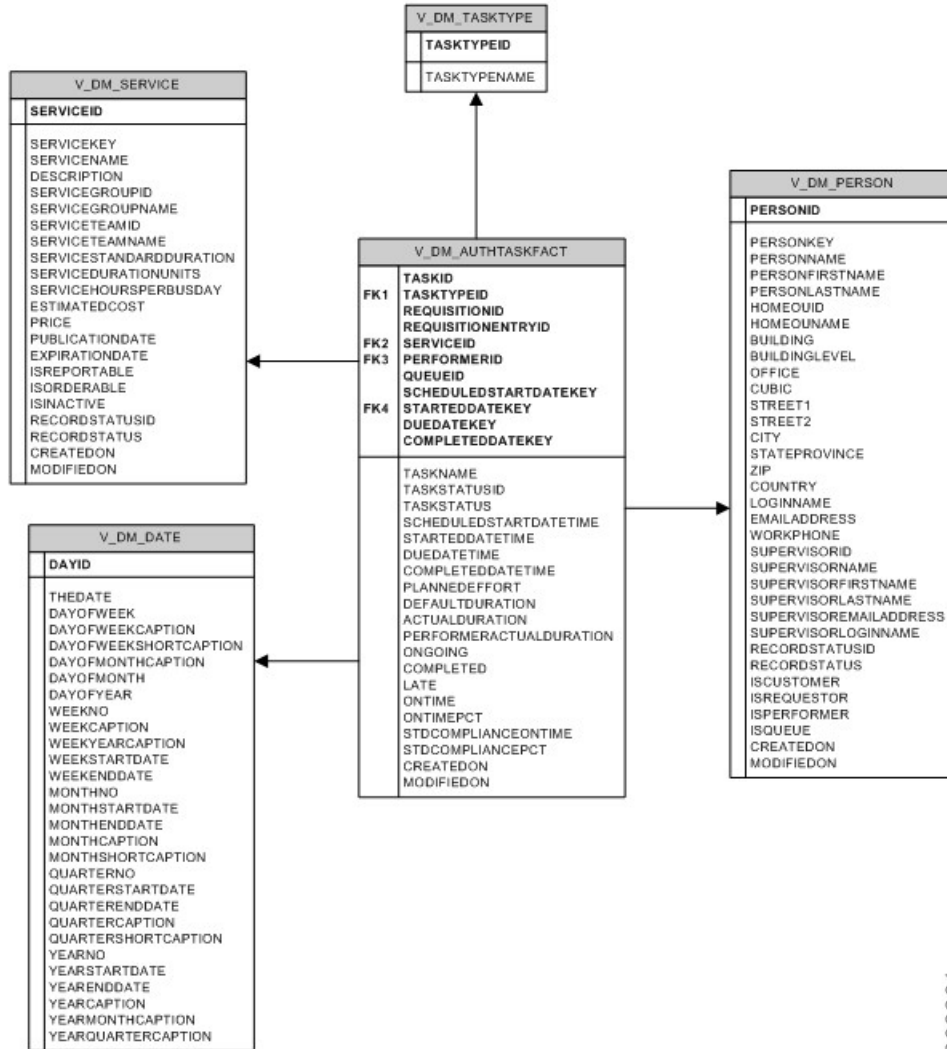 V_DM_TASKTYPE
TASKTYPEID
TASKTYPENAME
V_DM_SERVICE
SERVICEID
SERVICEKEY
SERVICENAME
DESCRIPTION
SERVICEGROUPID
SERVICEGROUPNAME
SERVICETEAMID
SERVICETEAMNAME
SERVICESTANDARDDURATION
SERVICEDURATIONUNITS
SERVICEHOURSPERBUSDAY
ESTIMATEDCOST
PRICE
PUBLICATIONDATE
EXPIRATIONDATE
ISREPORTABLE
ISORDERABLE
ISINACTIVE
RECORDSTATUSID
RECORDSTATUS
CREATEDON
MODIFIEDON
V_DM_AUTHTASKFACT
TASKID
FK1 TASKTYPEID
REQUISITIONID
REQUISITIONENTRYID
FK2 SERVICEID
FK3 PERFORMERID
QUEUEID
SCHEDULEDSTARTDATEKEY
FK4 STARTEDDATEKEY
DUEDATEKEY
COMPLETEDDATEKEY
TASKNAME
TASKSTATUSID
TASKSTATUS
SCHEDULEDSTARTDATETIME
STARTEDDATETIME
DUEDATETIME
COMPLETEDDATETIME
PLANNEDEFFORT
DEFAULTDURATION
ACTUALDURATION
PERFORMERACTUALDURATION
ONGOING
COMPLETED
LATE
ONTIME
ONTIMEPCT
STDCOMPLIANCEONTIME
STDCOMPLIANCEPCT
CREATEDON
MODIFIEDON
V_DM_PERSON
PERSONID
PERSONKEY
PERSONNAME
PERSONFIRSTNAME
PERSONLASTNAME
HOMEOUID
HOMEOUNAME
BUILDING
BUILDINGLEVEL
OFFICE
CUBIC
STREET1
STREET2
CITY
STATEPROVINCE
ZIP
COUNTRY
LOGINNAME
EMAILADDRESS
WORKPHONE
SUPERVISORID
SUPERVISORNAME
SUPERVISORFIRSTNAME
SUPERVISORLASTNAME
SUPERVISOREMAILADDRESS
SUPERVISORLOGINNAME
RECORDSTATUSID
RECORDSTATUS
ISCUSTOMER
ISREQUESTOR
ISPERFORMER
ISQUEUE
CREATEDON
MODIFIEDON
V_DM_DATE
DAYID
THEDATE
DAYOFWEEK
DAYOFWEEKCAPTION
DAYOFWEEKSHORTCAPTION
DAYOFMONTHCAPTION
DAYOFMONTH
DAYOFYEAR
WEEKNO
WEEKCAPTION
WEEKYEARCAPTION
WEEKSTARTDATE
WEEKENDDATE
MONTHNO
MONTHSTARTDATE
MONTHENDDATE
MONTHCAPTION
MONTHSHORTCAPTION
QUARTERNO
QUARTERSTARTDATE
QUARTERENDDATE
QUARTERCAPTION
QUARTERSHORTCAPTION
YEARNO
YEARSTARTDATE
YEARENDDATE
YEARCAPTION
YEARMONTHCAPTION
YEARQUARTERCAPTION